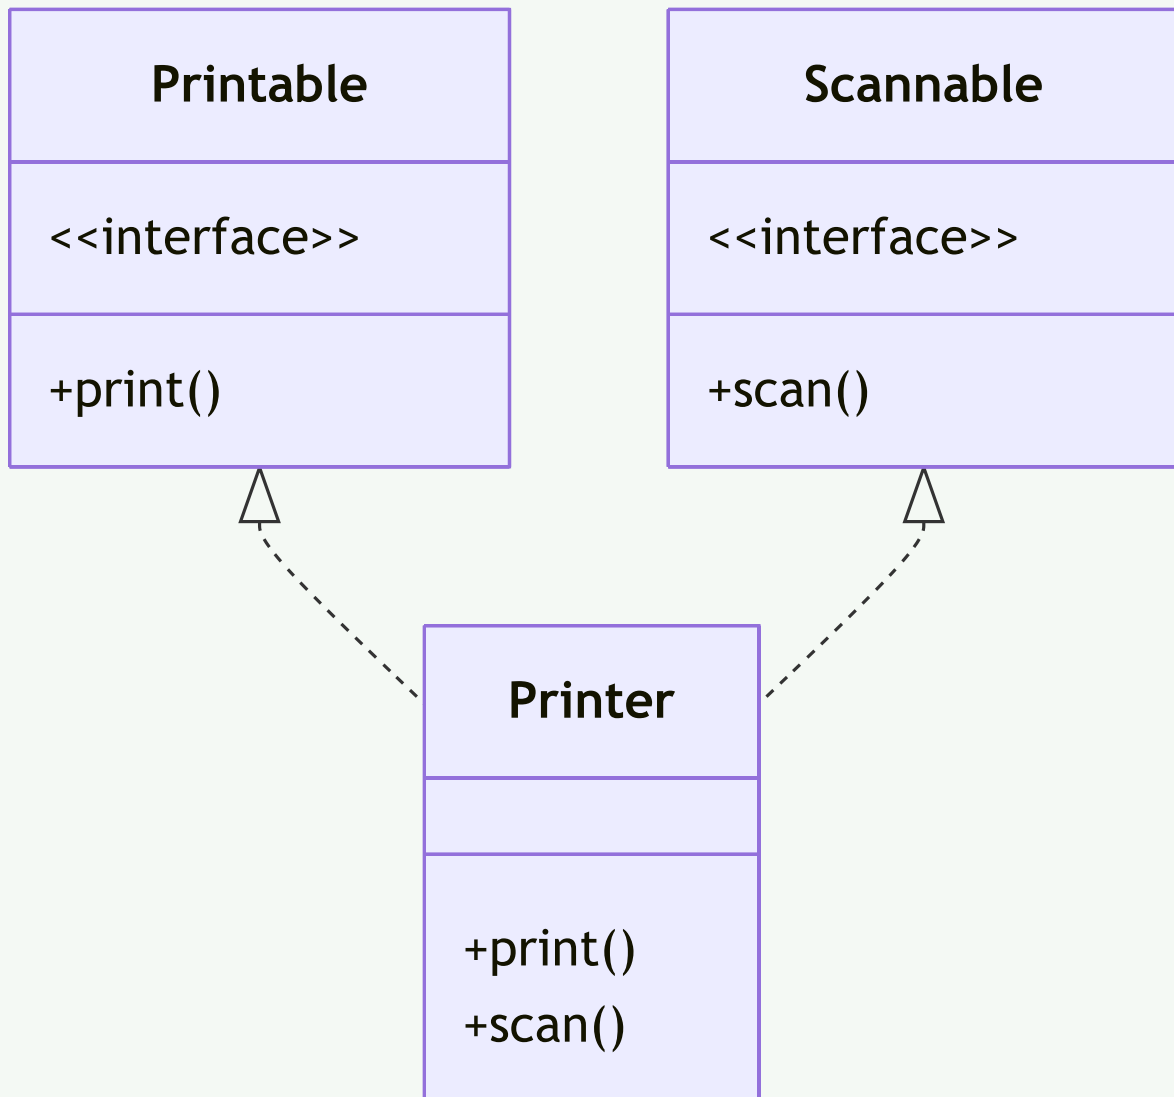 Printable
<<interface>>
+print()
Scannable
<<interface>>
+scan()
Printer
+print()
+scan()